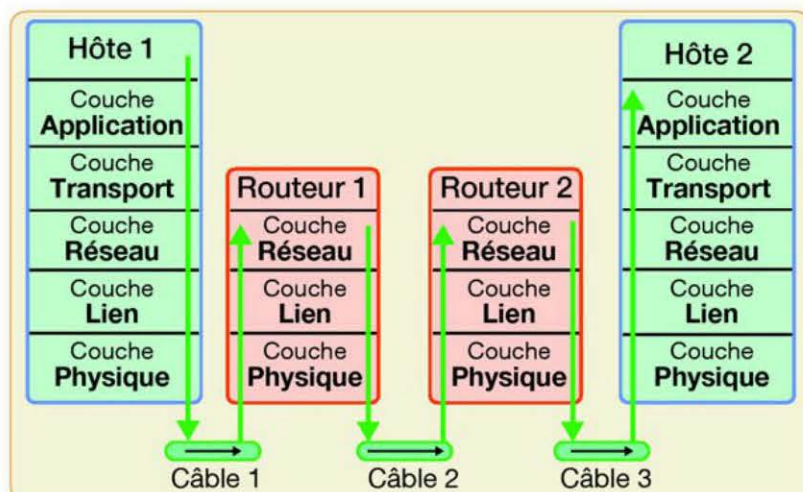 Hôte 1
Couche
Application
Couche
Transport
Couche
Réseau
Couche
Lien
Couche
Physique
Routeur 1
Couche
Réseau
Couche
Lien
Couche
Physique
Routeur 2
Couche
Réseau
Couche
Lien
Couche
Physique
Hôte 2
Couche
Application
Couche
Transport
Couche
Réseau
Couche
Lien
Couche
Physique
Câble 1
Câble 2
Câble 3